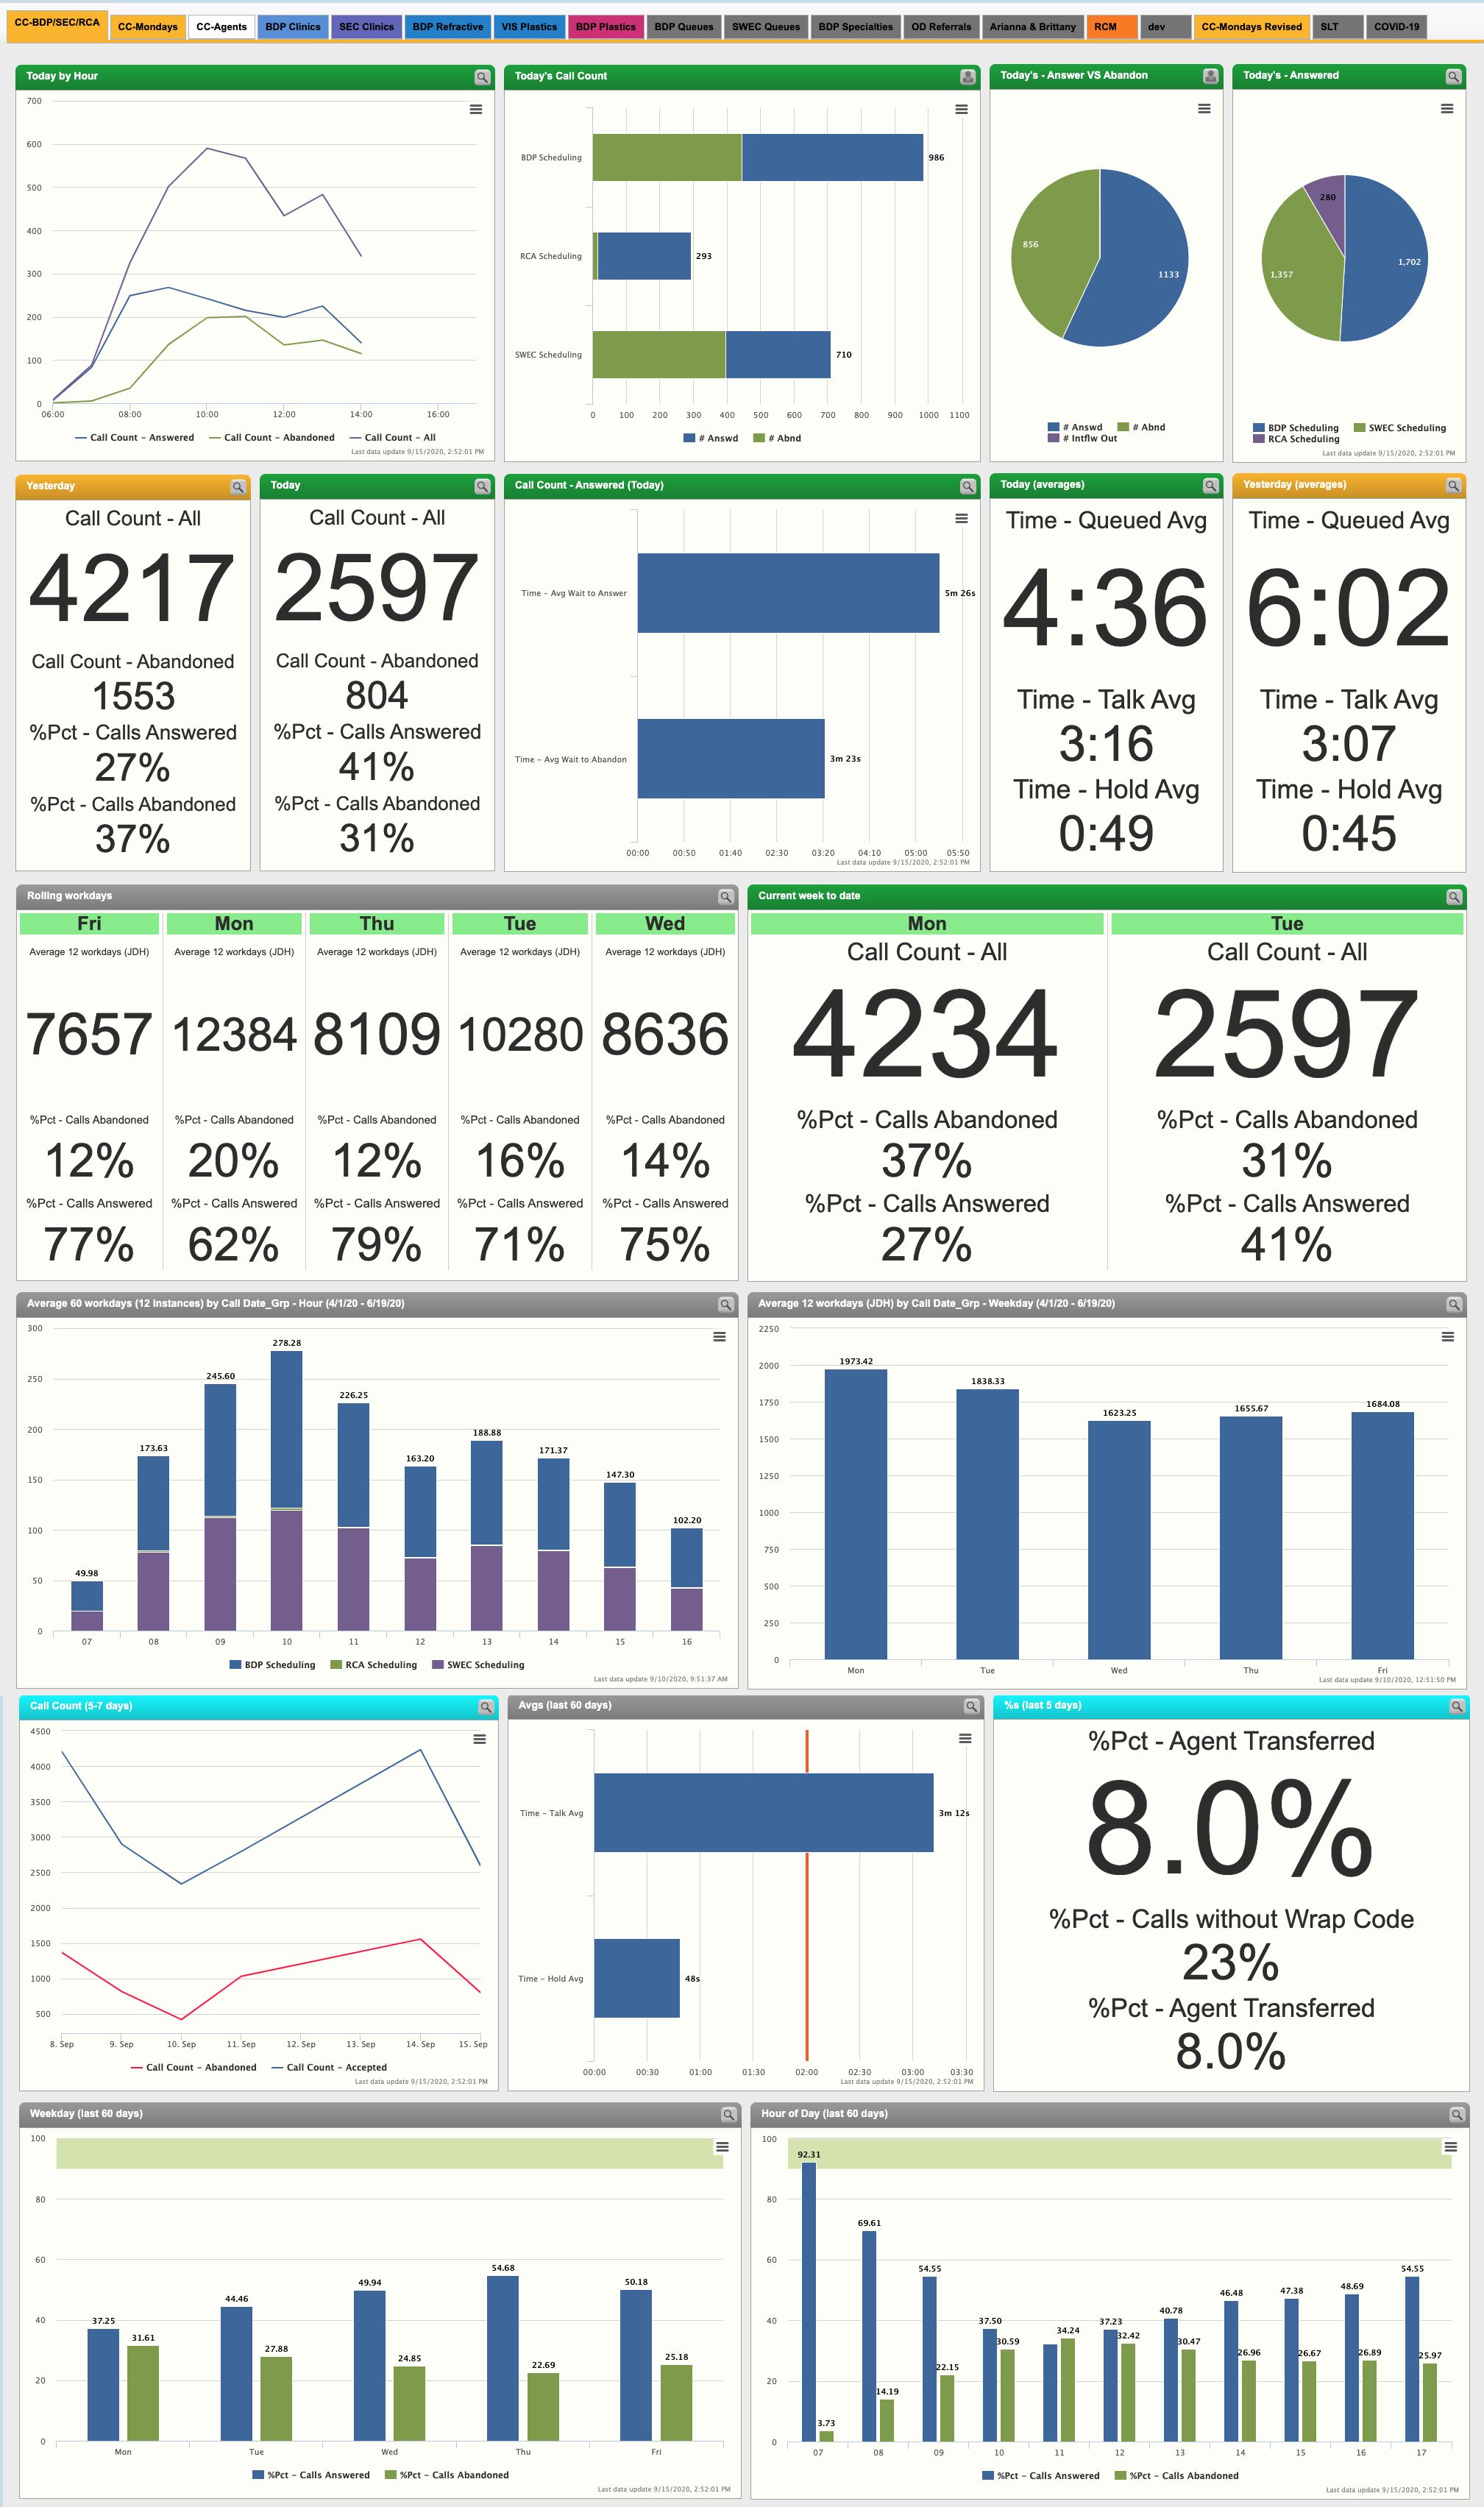 CC-BDP/SEC/RCA CC-Mondays CC-Agents BDP Clinics SEC Clinics BDP Refractive VIS Plastics BDP Plastics BDP Queues SWEC Queues BDP Specialties OD Referrals Arianna & Brittany RCM dev CC-Mondays Revised SLT COVID-19
Today by Hour
700
600
500
400
300
200
100
0
06:00 08:00 10:00 12:00 14:00 16:00
Call Count – Answered Call Count – Abandoned Call Count – All
Last data update 9/15/2020, 2:52:01 PM
Today's Call Count
BDP Scheduling 986
RCA Scheduling 293
SWEC Scheduling 710
0 100 200 300 400 500 600 700 800 900 1000 1100
# Answd # Abnd
Today's - Answer VS Abandon
856
1133
# Answd # Abnd
# Intflw Out
Today's - Answered
280
1,357
1,702
BDP Scheduling SWEC Scheduling
RCA Scheduling
Last data update 9/15/2020, 2:52:01 PM
Yesterday
Call Count - All
4217
Call Count - Abandoned
1553
%Pct - Calls Answered
27%
%Pct - Calls Abandoned
37%
Today
Call Count - All
2597
Call Count - Abandoned
804
%Pct - Calls Answered
41%
%Pct - Calls Abandoned
31%
Call Count - Answered (Today)
Time – Avg Wait to Answer 5m 26s
Time – Avg Wait to Abandon 3m 23s
00:00 00:50 01:40 02:30 03:20 04:10 05:00 05:50
Last data update 9/15/2020, 2:52:01 PM
Today (averages)
Time - Queued Avg
4:36
Time - Talk Avg
3:16
Time - Hold Avg
0:49
Yesterday (averages)
Time - Queued Avg
6:02
Time - Talk Avg
3:07
Time - Hold Avg
0:45
Rolling workdays
Fri Mon Thu Tue Wed
Average 12 workdays (JDH) Average 12 workdays (JDH) Average 12 workdays (JDH) Average 12 workdays (JDH) Average 12 workdays (JDH)
7657 12384 8109 10280 8636
%Pct - Calls Abandoned %Pct - Calls Abandoned %Pct - Calls Abandoned %Pct - Calls Abandoned %Pct - Calls Abandoned
12% 20% 12% 16% 14%
%Pct - Calls Answered %Pct - Calls Answered %Pct - Calls Answered %Pct - Calls Answered %Pct - Calls Answered
77% 62% 79% 71% 75%
Current week to date
Mon Tue
Call Count - All Call Count - All
4234 2597
%Pct - Calls Abandoned %Pct - Calls Abandoned
37% 31%
%Pct - Calls Answered %Pct - Calls Answered
27% 41%
Average 60 workdays (12 instances) by Call Date_Grp - Hour (4/1/20 - 6/19/20)
300
250
200
150
100
50
0
49.98 173.63 245.60 278.28 226.25 163.20 188.88 171.37 147.30 102.20
07 08 09 10 11 12 13 14 15 16
BDP Scheduling RCA Scheduling SWEC Scheduling
Last data update 9/10/2020, 9:51:37 AM
Average 12 workdays (JDH) by Call Date_Grp - Weekday (4/1/20 - 6/19/20)
2250
2000
1750
1500
1250
1000
750
500
250
0
1973.42 1838.33 1623.25 1655.67 1684.08
Mon Tue Wed Thu Fri
Last data update 9/10/2020, 12:51:50 PM
Call Count (5-7 days)
4500
4000
3500
3000
2500
2000
1500
1000
500
8. Sep 9. Sep 10. Sep 11. Sep 12. Sep 13. Sep 14. Sep 15. Sep
Call Count – Abandoned Call Count – Accepted
Last data update 9/15/2020, 2:52:01 PM
Avgs (last 60 days)
Time – Talk Avg 3m 12s
Time – Hold Avg 48s
00:00 00:30 01:00 01:30 02:00 02:30 03:00 03:30
Last data update 9/15/2020, 2:52:01 PM
%s (last 5 days)
%Pct - Agent Transferred
8.0%
%Pct - Calls without Wrap Code
23%
%Pct - Agent Transferred
8.0%
Weekday (last 60 days)
100
80
60
40
20
0
37.25 31.61 44.46 27.88 49.94 24.85 54.68 22.69 50.18 25.18
Mon Tue Wed Thu Fri
%Pct – Calls Answered %Pct – Calls Abandoned
Last data update 9/15/2020, 2:52:01 PM
Hour of Day (last 60 days)
100
80
60
40
20
0
92.31 3.73 69.61 14.19 54.55 22.15 37.50 30.59 34.24 37.23 32.42 40.78 30.47 46.48 26.96 47.38 26.67 48.69 26.89 54.55 25.97
07 08 09 10 11 12 13 14 15 16 17
%Pct – Calls Answered %Pct – Calls Abandoned
Last data update 9/15/2020, 2:52:01 PM